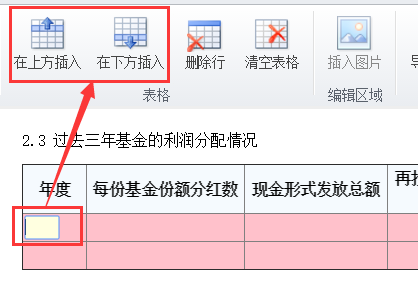 在上方插入 在下方插入 删除行 清空表格 插入图片
表格 编辑区域
2.3 过去三年基金的利润分配情况
年度 每份基金份额分红数 现金形式发放总额